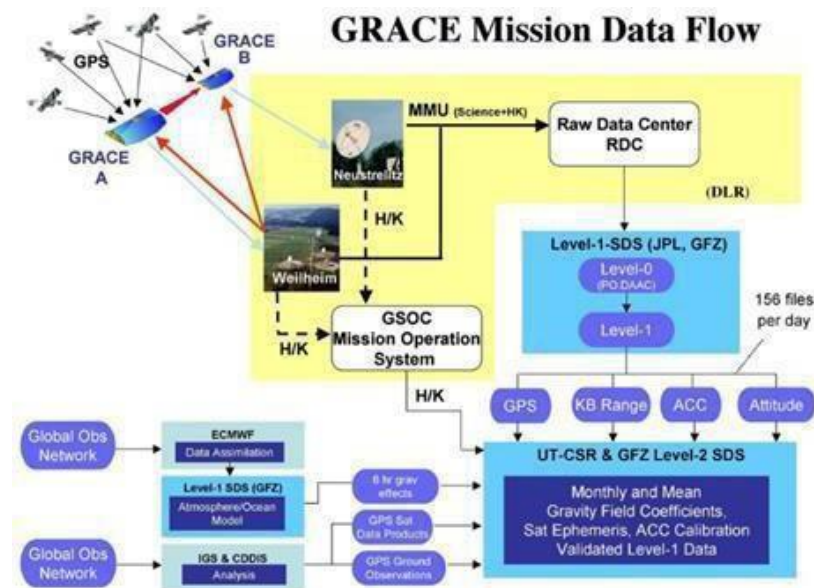 GRACE Mission Data Flow
GRACE
B
GPS
GRACE
A
MMU (Science+HK)
Raw Data Center
RDC
Neustrelitz
(DLR)
H/K
Weilheim
H/K
GSOC
Mission Operation
System
H/K
Level-1-SDS (JPL, GFZ)
Level-0
(PO.DAAC)
Level-1
156 files
per day
GPS
KB Range
ACC
Attitude
Global Obs
Network
ECMWF
Data Assimilation
Level-1 SDS (GFZ)
Atmosphere/Ocean
Model
6 hr grav
effects
UT-CSR & GFZ Level-2 SDS
Monthly and Mean
Gravity Field Coefficients,
Sat Ephemeris, ACC Calibration
Validated Level-1 Data
GPS Sat
Data Products
Global Obs
Network
IGS & CDDIS
Analysis
GPS Ground
Observations